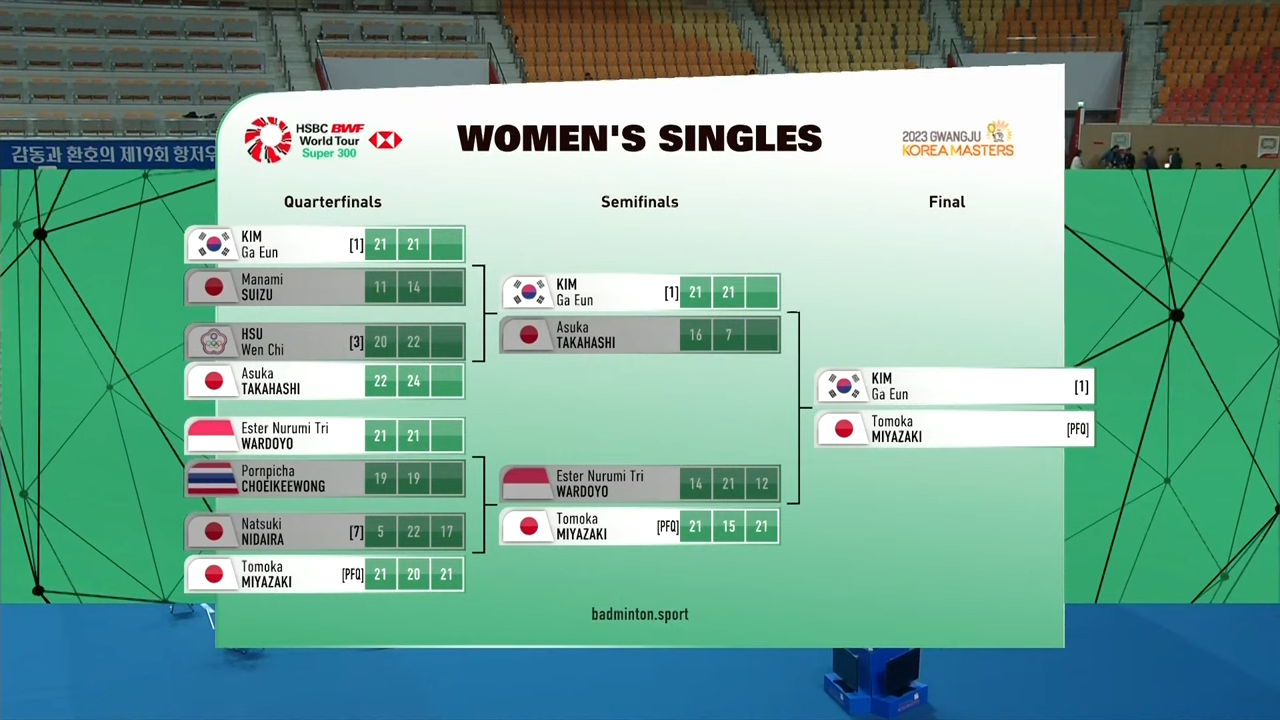 감동과 환호의 제19회 항저우
HSBC BWF
World Tour
Super 300
WOMEN'S SINGLES
2023 GWANGJU
KOREA MASTERS
Quarterfinals
Semifinals
Final
KIM
Ga Eun [1] 21 21
Manami
SUIZU 11 14
HSU
Wen Chi [3] 20 22
Asuka
TAKAHASHI 22 24
Ester Nurumi Tri
WARDOYO 21 21
Pornpicha
CHOEIKEEWONG 19 19
Natsuki
NIDAIRA [7] 5 22 17
Tomoka
MIYAZAKI [PFQ] 21 20 21
KIM
Ga Eun [1] 21 21
Asuka
TAKAHASHI 16 7
Ester Nurumi Tri
WARDOYO 14 21 12
Tomoka
MIYAZAKI [PFQ] 21 15 21
KIM
Ga Eun [1]
Tomoka
MIYAZAKI [PFQ]
badminton.sport